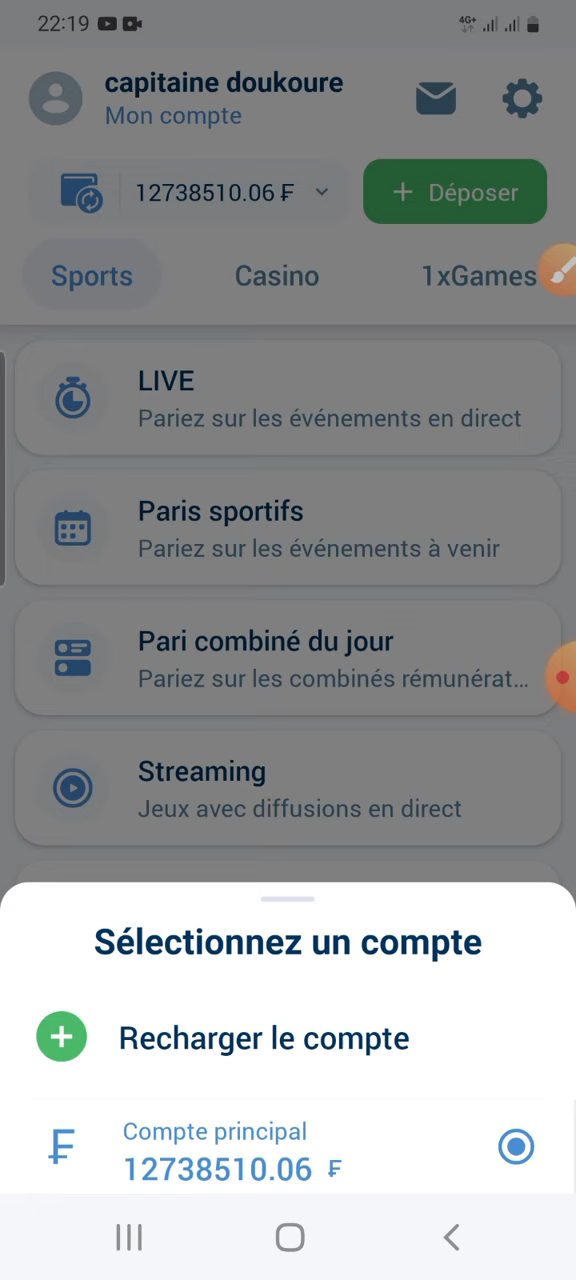 22:19
4G+
capitaine doukoure
Mon compte
12738510.06 ₣
+ Déposer
Sports
Casino
1xGames
LIVE
Pariez sur les événements en direct
Paris sportifs
Pariez sur les événements à venir
Pari combiné du jour
Pariez sur les combinés rémunérat...
Streaming
Jeux avec diffusions en direct
Sélectionnez un compte
Recharger le compte
₣
Compte principal
12738510.06 ₣